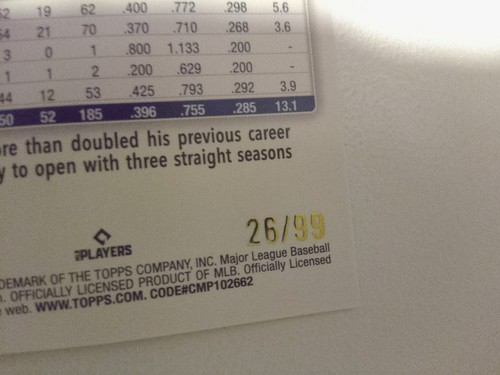 52 19 62 .400 .772 .298 5.6
54 21 70 .370 .710 .268 3.6
3 0 1 .800 1.133 .200 -
1 1 2 .200 .629 .200 -
44 12 53 .425 .793 .292 3.9
50 52 185 .396 .755 .285 13.1
re than doubled his previous career
y to open with three straight seasons
26/99
PLAYERS
DEMARK OF THE TOPPS COMPANY, INC. Major League Baseball
. OFFICIALLY LICENSED PRODUCT OF MLB. Officially Licensed
web. WWW.TOPPS.COM. CODE#CMP102662